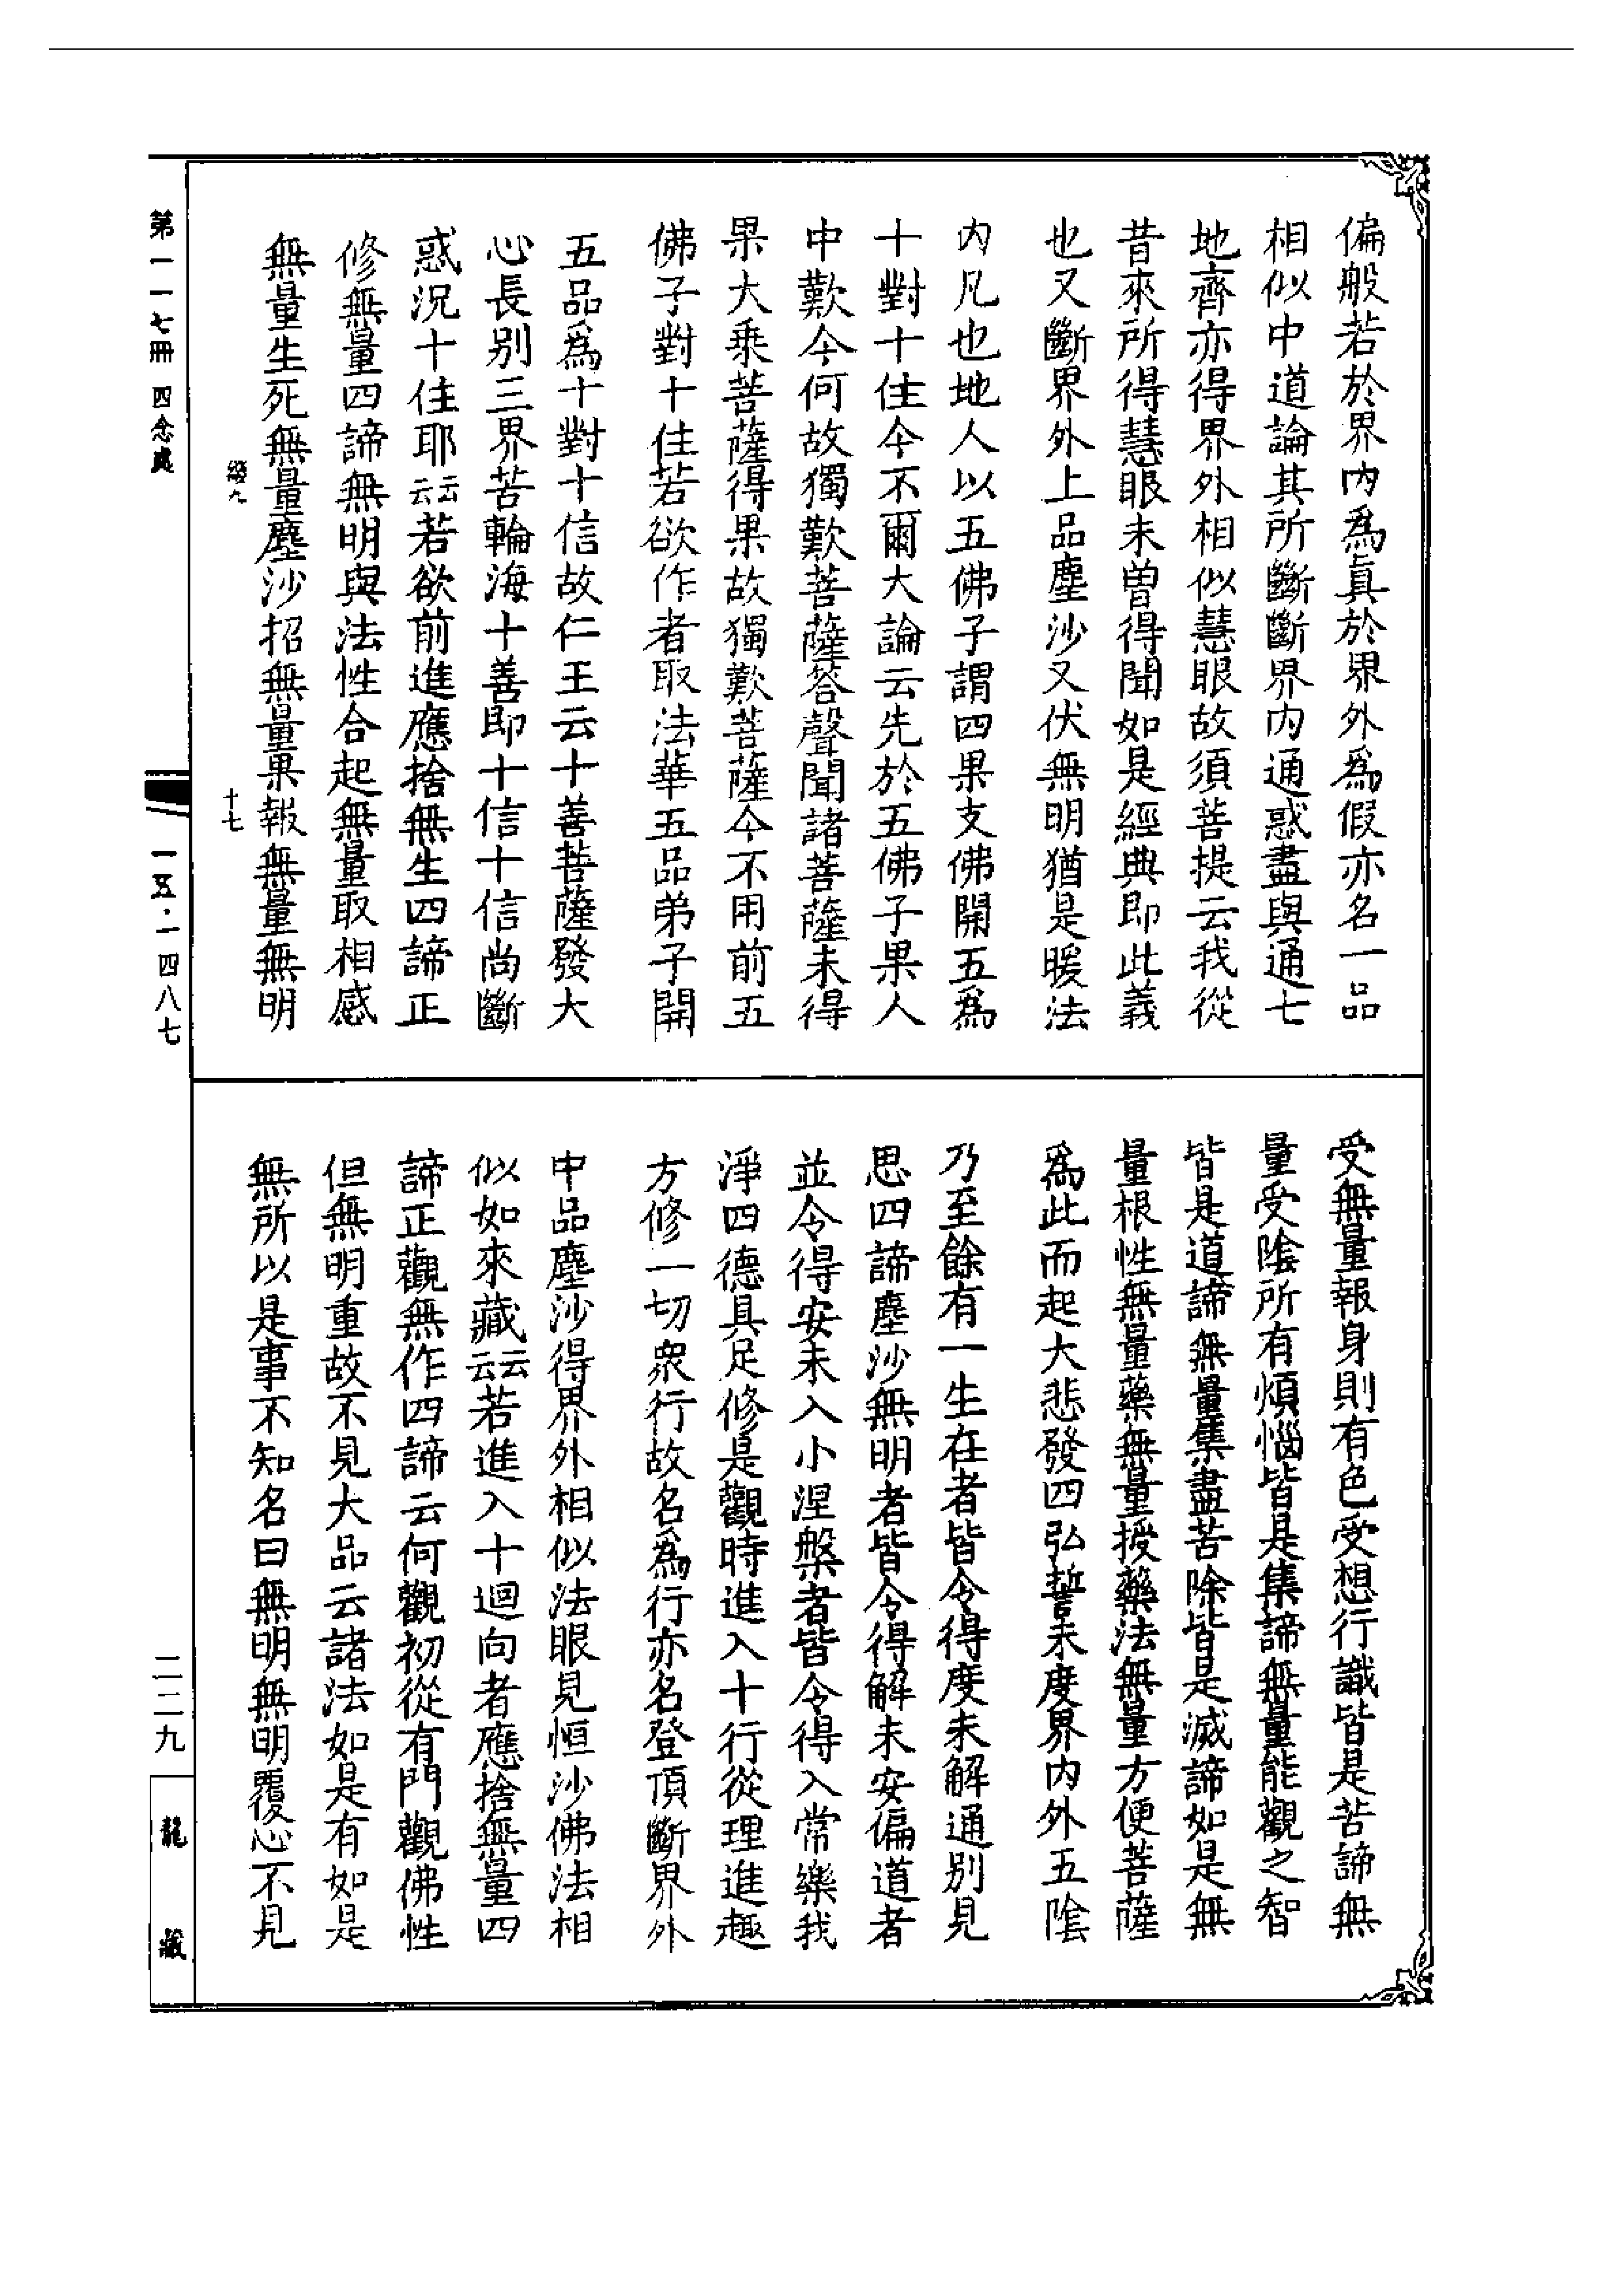 偏般若於界內為真於界外為假亦名一品
相似中道論其所斷斷界內通惑盡與通七
地齊亦得界外相似慧眼故須菩提云我從
昔來所得慧眼未曾得聞如是經典即此義
也又斷界外上品塵沙又伏無明猶是暖法
內凡也地人以五佛子謂四果支佛開五為
十對十住今不爾大論云先於五佛子果人
中歎今何故獨歎菩薩答聲聞諸菩薩未得
果大乘菩薩得果故獨歎菩薩今不用前五
佛子對十住若欲作者取法華五品弟子開
五品為十對十信故仁王云十善菩薩發大
心長別三界苦輪海十善即十信十信尚斷
惑況十住耶云云若欲前進應捨無生四諦正
修無量四諦無明與法性合起無量取相感
無量生死無量塵沙招無量果報無量無明
受無量報身則有色受想行識皆是苦諦無
量受陰所有煩惱皆是集諦無量能觀之智
皆是道諦無量集盡苦除皆是滅諦如是無
量根性無量藥無量授藥法無量方便菩薩
為此而起大悲發四弘誓未度界內外五陰
乃至餘有一生在者皆令得度未解通別見
思四諦塵沙無明者皆令得解未安偏道者
並令得安未入小涅槃者皆令得入常樂我
淨四德具足修是觀時進入十行從理進趣
方修一切眾行故名為行亦名登頂斷界外
中品塵沙得界外相似法眼見恒沙佛法相
似如來藏云云若進入十迴向者應捨無量四
諦正觀無作四諦云何觀初從有門觀佛性
但無明重故不見大品云諸法如是有如是
無所以是事不知名曰無明無明覆心不見
十七
第一一七冊 四念處
一五·一四八七
二二九
龍藏